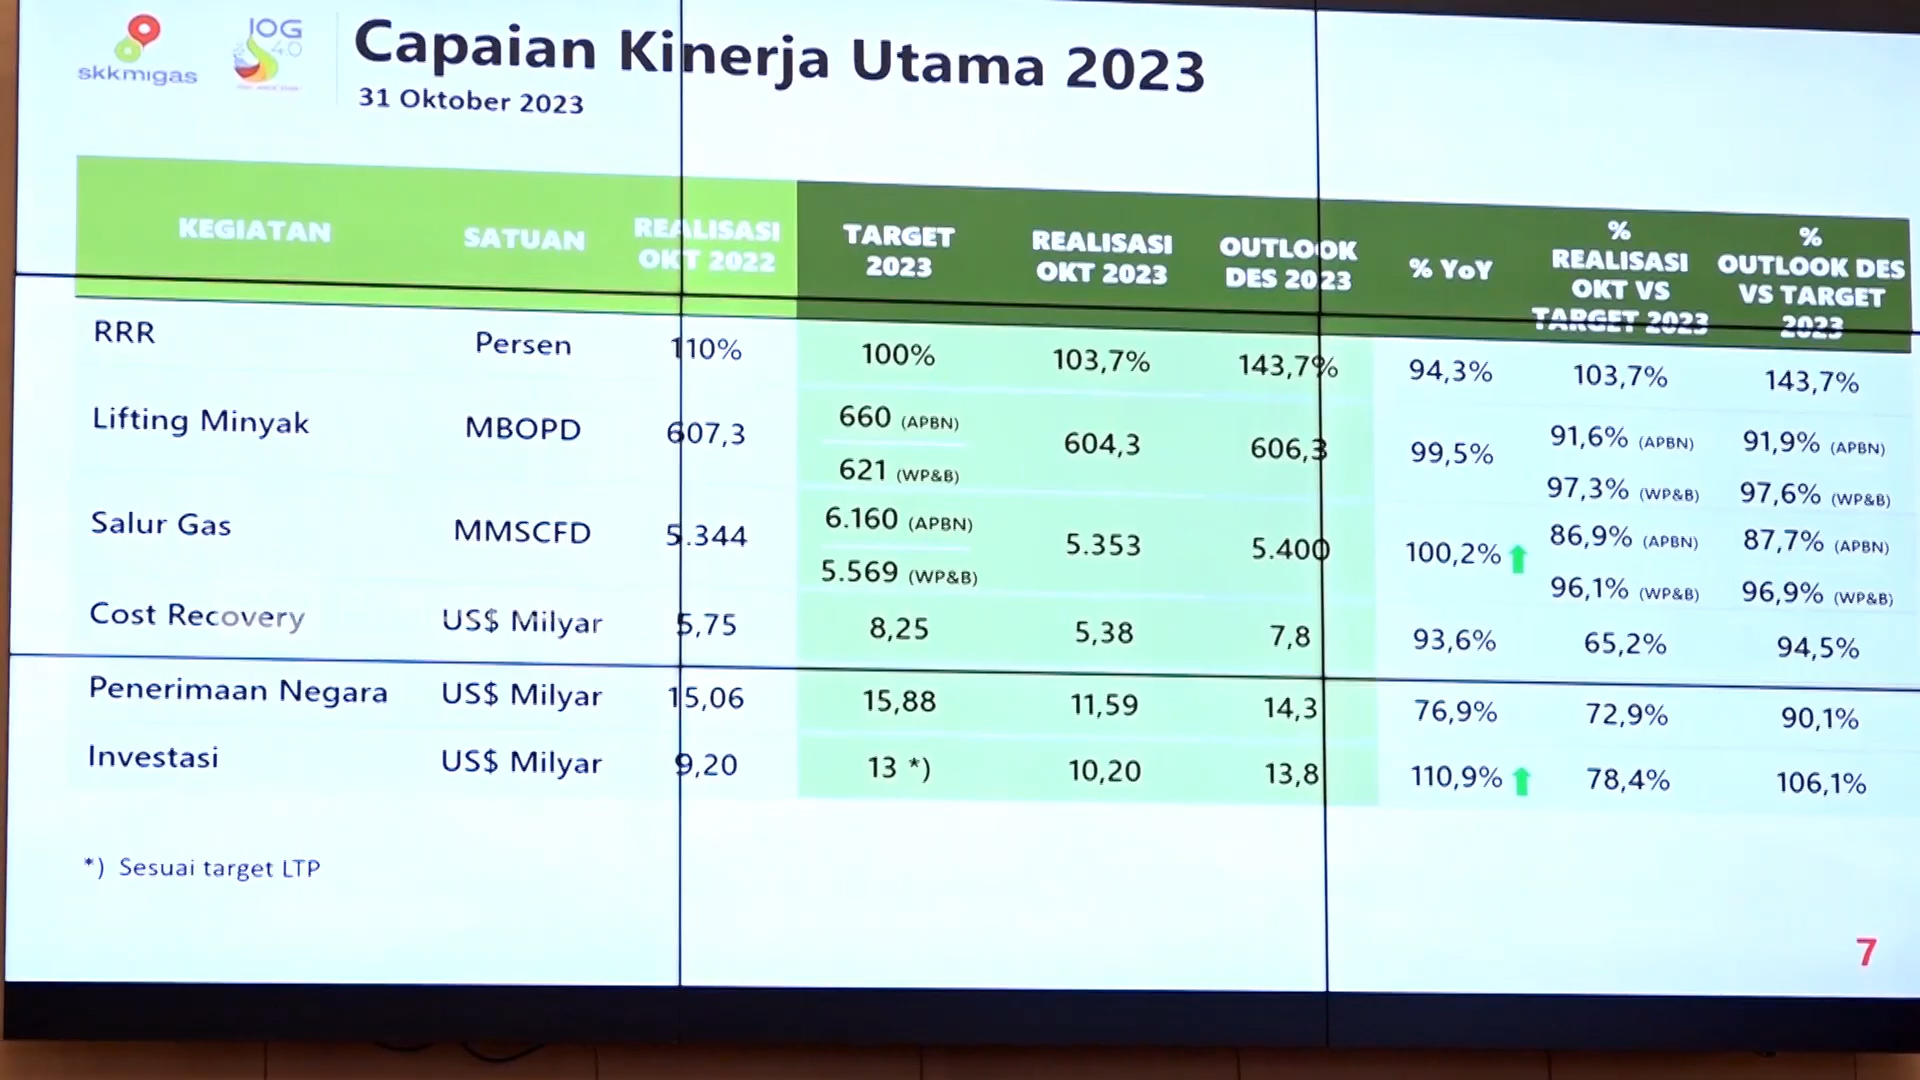 skkmigas
JOG
4.0
Capaian Kinerja Utama 2023
31 Oktober 2023
KEGIATAN SATUAN REALISASI OKT 2022 TARGET 2023 REALISASI OKT 2023 OUTLOOK DES 2023 % YoY % REALISASI OKT VS TARGET 2023 % OUTLOOK DES VS TARGET 2023
RRR Persen 110% 100% 103,7% 143,7% 94,3% 103,7% 143,7%
Lifting Minyak MBOPD 607,3 660 (APBN) 621 (WP&B) 604,3 606,3 99,5% 91,6% (APBN) 97,3% (WP&B) 91,9% (APBN) 97,6% (WP&B)
Salur Gas MMSCFD 5.344 6.160 (APBN) 5.569 (WP&B) 5.353 5.400 100,2% 86,9% (APBN) 96,1% (WP&B) 87,7% (APBN) 96,9% (WP&B)
Cost Recovery US$ Milyar 5,75 8,25 5,38 7,8 93,6% 65,2% 94,5%
Penerimaan Negara US$ Milyar 15,06 15,88 11,59 14,3 76,9% 72,9% 90,1%
Investasi US$ Milyar 9,20 13 *) 10,20 13,8 110,9% 78,4% 106,1%
*) Sesuai target LTP
7